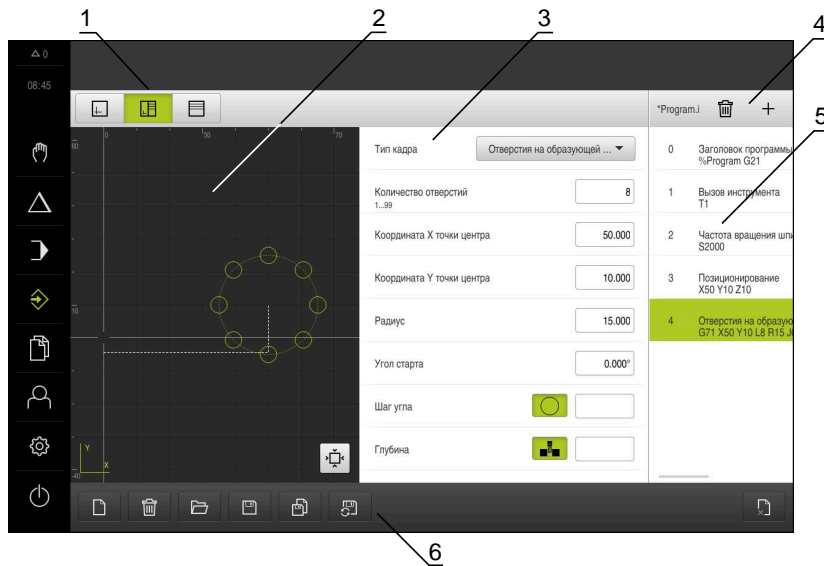 1
2
3
4
5
6
0
08:45
*Program.i
0
30
70
60
10
-40
Y
X
Тип кадра
Отверстия на образующей ...
Количество отверстий
1...99
8
Координата X точки центра
50.000
Координата Y точки центра
10.000
Радиус
15.000
Угол старта
0.000°
Шаг угла
Глубина
0 Заголовок программы
%Program G21
1 Вызов инструмента
T1
2 Частота вращения шпи
S2000
3 Позиционирование
X50 Y10 Z10
4 Отверстия на образую
G71 X50 Y10 L8 R15 J